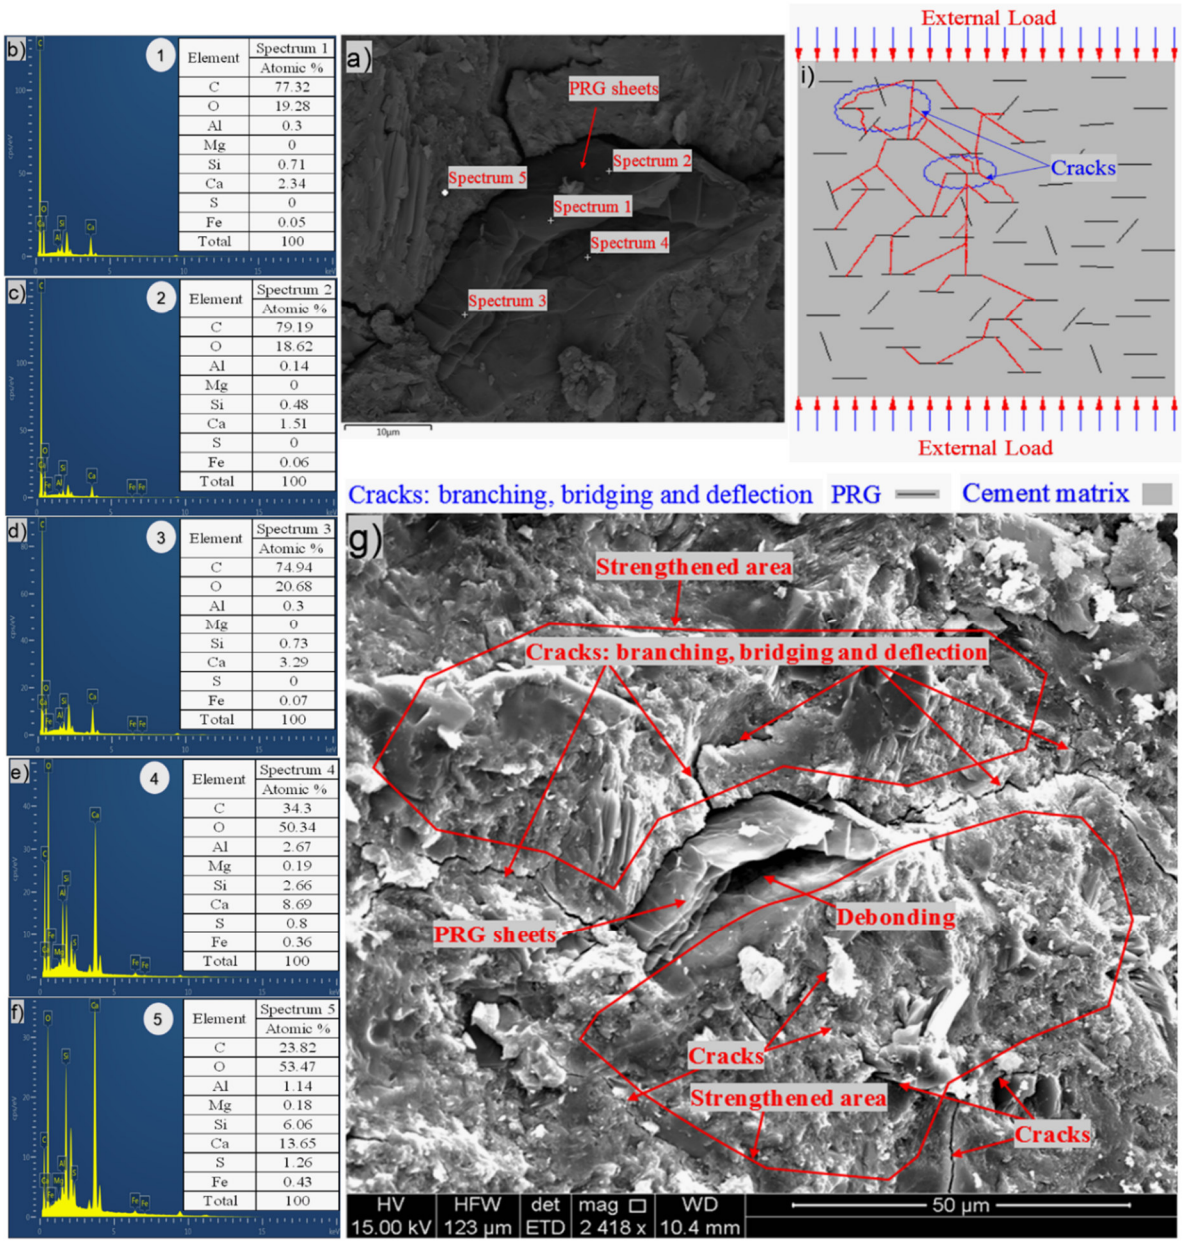 b)
1
Element Spectrum 1
Atomic %
C 77.32
O 19.28
Al 0.3
Mg 0
Si 0.71
Ca 2.34
S 0
Fe 0.05
Total 100
c)
2
Element Spectrum 2
Atomic %
C 79.19
O 18.62
Al 0.14
Mg 0
Si 0.48
Ca 1.51
S 0
Fe 0.06
Total 100
d)
3
Element Spectrum 3
Atomic %
C 74.94
O 20.68
Al 0.3
Mg 0
Si 0.73
Ca 3.29
S 0
Fe 0.07
Total 100
e)
4
Element Spectrum 4
Atomic %
C 34.3
O 50.34
Al 2.67
Mg 0.19
Si 2.66
Ca 8.69
S 0.8
Fe 0.36
Total 100
f)
5
Element Spectrum 5
Atomic %
C 23.82
O 53.47
Al 1.14
Mg 0.18
Si 6.06
Ca 13.65
S 1.26
Fe 0.43
Total 100
a)
PRG sheets
Spectrum 2
Spectrum 5
Spectrum 1
Spectrum 4
Spectrum 3
10μm
External Load
i)
Cracks
External Load
Cracks: branching, bridging and deflection PRG Cement matrix
g)
Strengthened area
Cracks: branching, bridging and deflection
Debonding
PRG sheets
Cracks
Strengthened area
Cracks
HV HFW det mag WD
15.00 kV 123 μm ETD 2 418 x 10.4 mm
50 μm